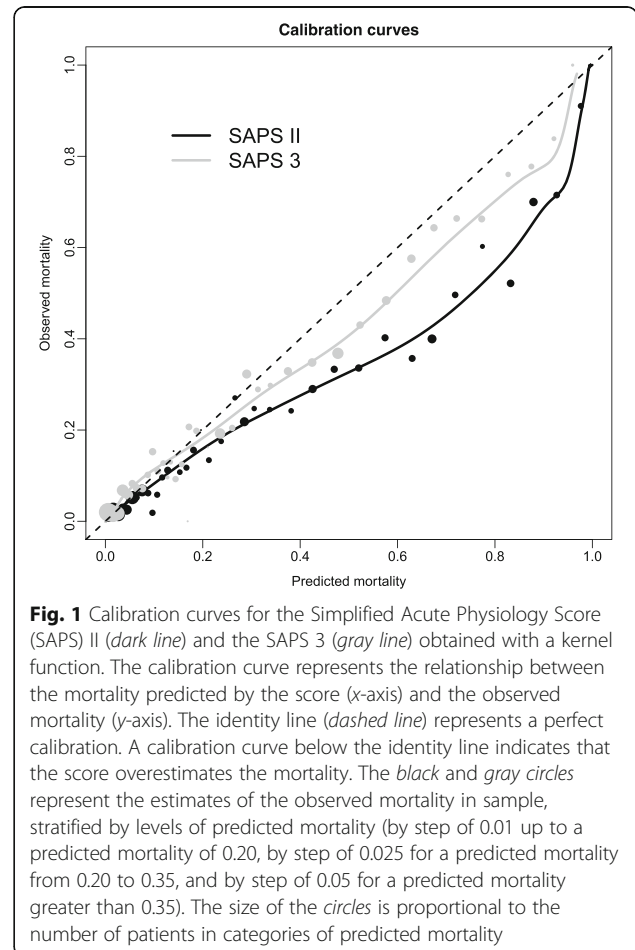 Calibration curves
1.0
0.8
0.6
0.4
0.2
0.0
Observed mortality
SAPS II
SAPS 3
0.0 0.2 0.4 0.6 0.8 1.0
Predicted mortality
Fig. 1 Calibration curves for the Simplified Acute Physiology Score
(SAPS) II (dark line) and the SAPS 3 (gray line) obtained with a kernel
function. The calibration curve represents the relationship between
the mortality predicted by the score (x-axis) and the observed
mortality (y-axis). The identity line (dashed line) represents a perfect
calibration. A calibration curve below the identity line indicates that
the score overestimates the mortality. The black and gray circles
represent the estimates of the observed mortality in sample,
stratified by levels of predicted mortality (by step of 0.01 up to a
predicted mortality of 0.20, by step of 0.025 for a predicted mortality
from 0.20 to 0.35, and by step of 0.05 for a predicted mortality
greater than 0.35). The size of the circles is proportional to the
number of patients in categories of predicted mortality